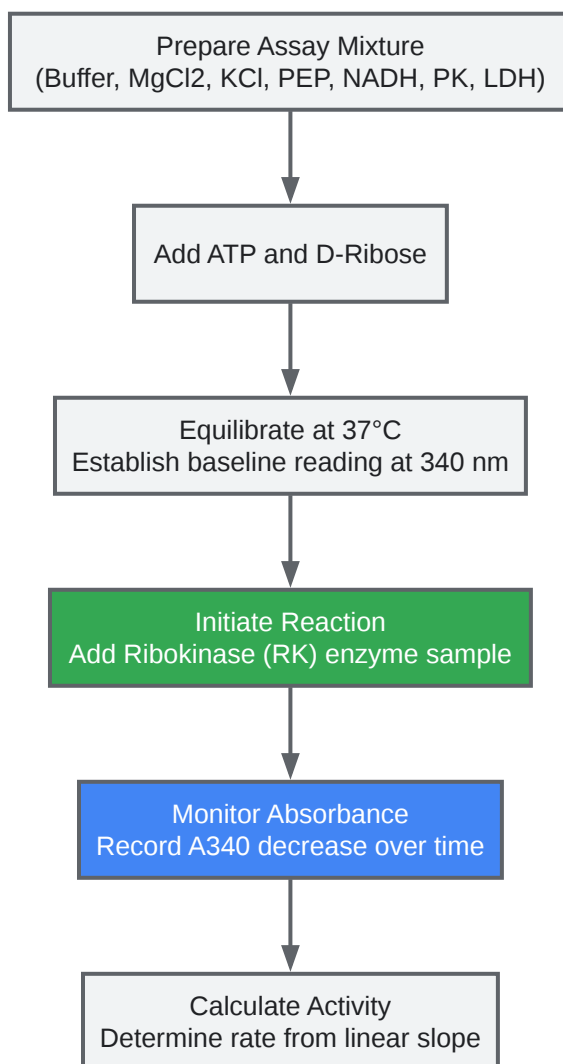 Prepare Assay Mixture
(Buffer, MgCl2, KCl, PEP, NADH, PK, LDH)
Add ATP and D-Ribose
Equilibrate at 37°C
Establish baseline reading at 340 nm
Initiate Reaction
Add Ribokinase (RK) enzyme sample
Monitor Absorbance
Record A340 decrease over time
Calculate Activity
Determine rate from linear slope